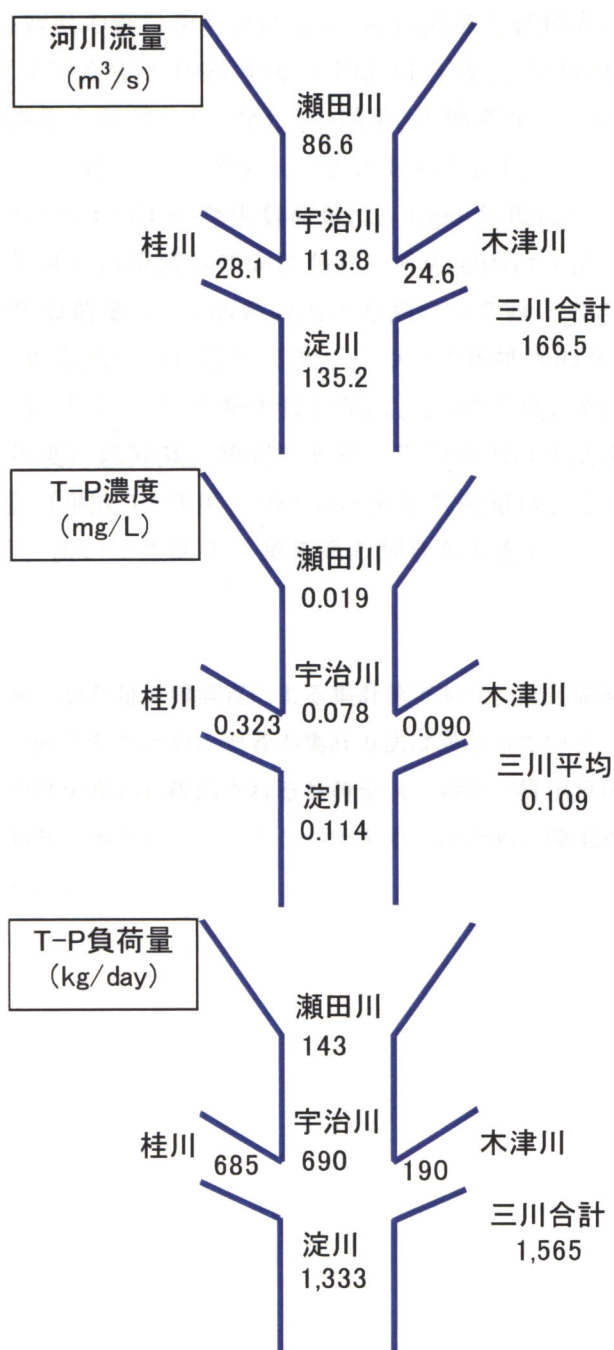 河川流量
(m³/s)
瀬田川
86.6
宇治川
113.8
桂川
28.1
木津川
24.6
三川合計
166.5
淀川
135.2
T-P濃度
(mg/L)
瀬田川
0.019
宇治川
0.078
桂川
0.323
木津川
0.090
三川平均
0.109
淀川
0.114
T-P負荷量
(kg/day)
瀬田川
143
宇治川
690
桂川
685
木津川
190
三川合計
1,565
淀川
1,333